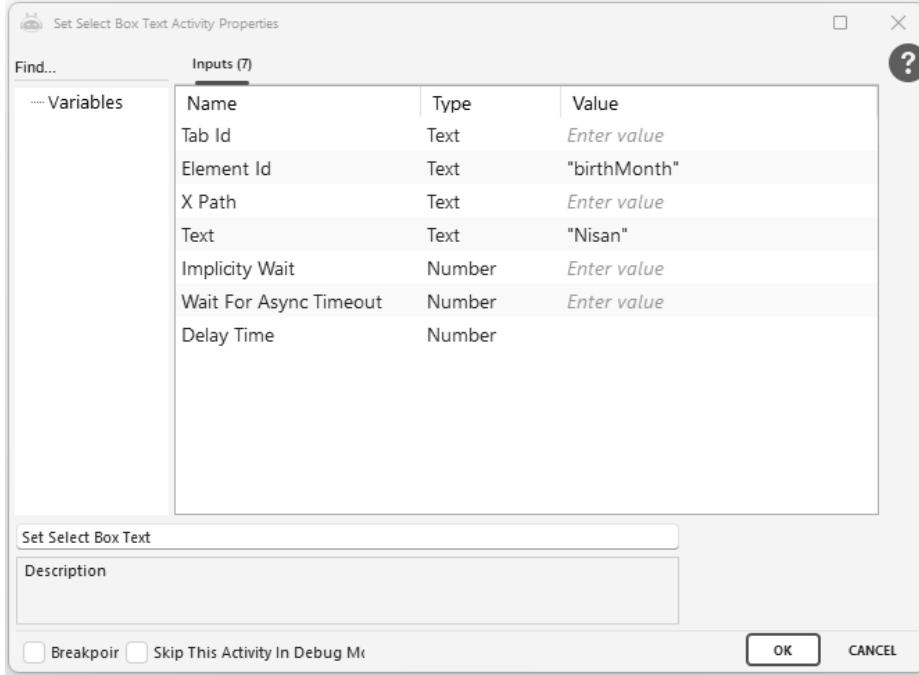 Set Select Box Text Activity Properties
Find...
Inputs (7)
?
Variables
Name Type Value
Tab Id Text Enter value
Element Id Text "birthMonth"
X Path Text Enter value
Text Text "Nisan"
Implicity Wait Number Enter value
Wait For Async Timeout Number Enter value
Delay Time Number
Set Select Box Text
Description
Breakpoir Skip This Activity In Debug Mo
OK CANCEL